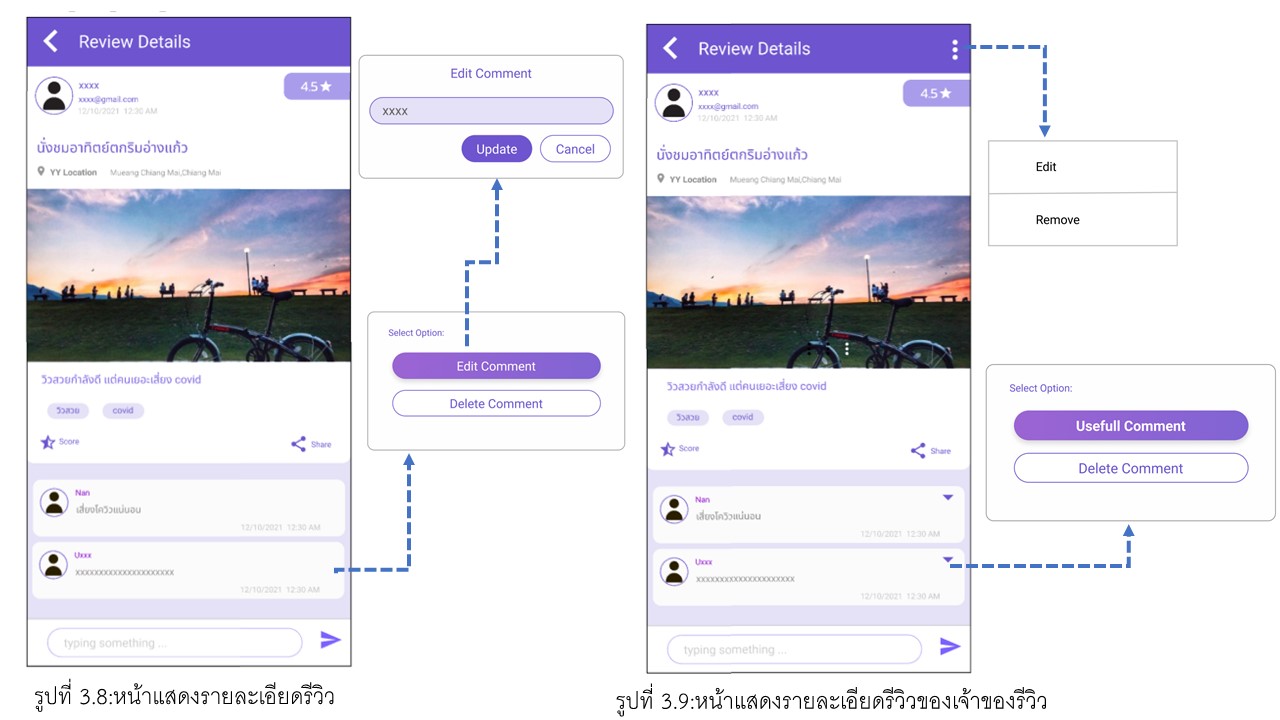 Review Details
xxxx
xxxx@gmail.com
12/10/2021 12:30 AM
4.5
นั่งชมอาทิตย์ตกริมอ่างแก้ว
YY Location Mueang Chiang Mai,Chiang Mai
วิวสวยกำลังดี แต่คนเยอะเสี่ยง covid
วิวสวย covid
Score Share
Nan
เสี่ยงโควิวแน่นอน
12/10/2021 12:30 AM
Uxxx
xxxxxxxxxxxxxxxxxxxxx
12/10/2021 12:30 AM
typing something ...
รูปที่ 3.8:หน้าแสดงรายละเอียดรีวิว
Edit Comment
xxxx
Update Cancel
Select Option:
Edit Comment
Delete Comment
Review Details
xxxx
xxxx@gmail.com
12/10/2021 12:30 AM
4.5
นั่งชมอาทิตย์ตกริมอ่างแก้ว
YY Location Mueang Chiang Mai,Chiang Mai
วิวสวยกำลังดี แต่คนเยอะเสี่ยง covid
วิวสวย covid
Score Share
Nan
เสี่ยงโควิวแน่นอน
12/10/2021 12:30 AM
Uxxx
xxxxxxxxxxxxxxxxxxxxx
12/10/2021 12:30 AM
typing something ...
รูปที่ 3.9:หน้าแสดงรายละเอียดรีวิวของเจ้าของรีวิว
Edit
Remove
Select Option:
Usefull Comment
Delete Comment